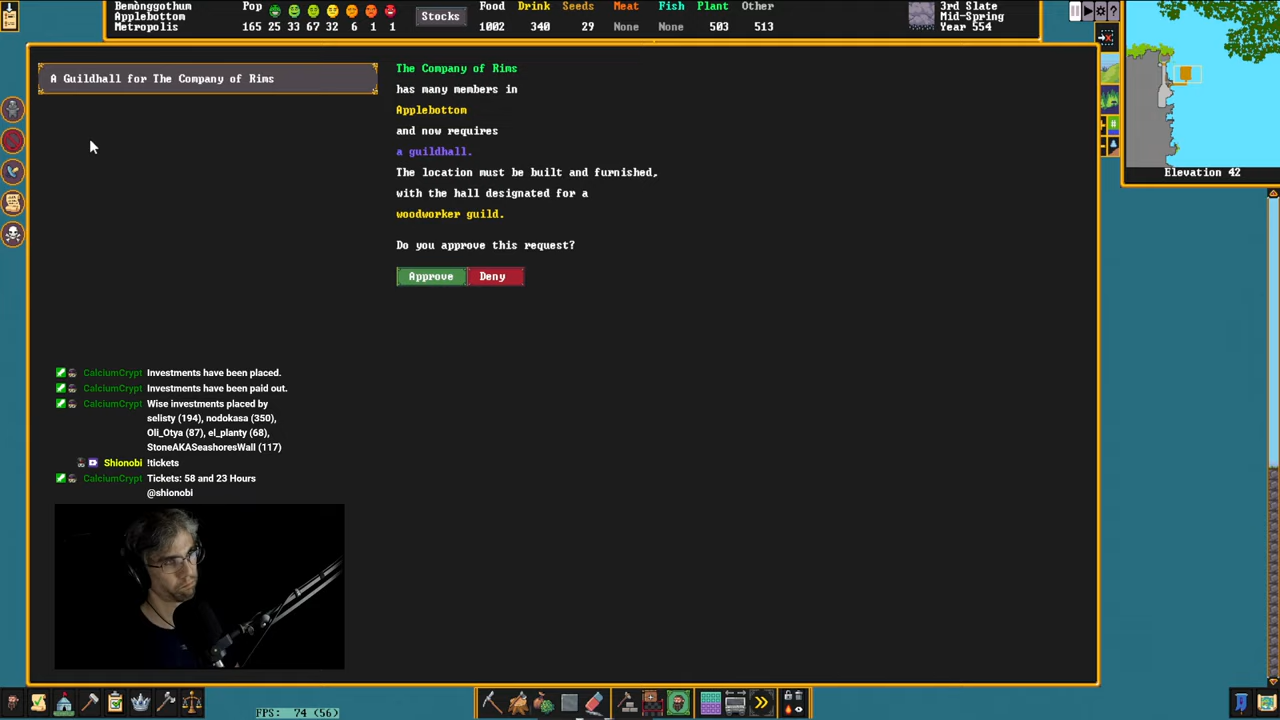 Bemönggothum
Applebottom
Metropolis
Pop
165 25 33 67 32 6 1 1
Stocks
Food Drink Seeds Meat Fish Plant Other
1002 340 29 None None 503 513
3rd Slate
Mid-Spring
Year 554
Elevation 42
A Guildhall for The Company of Rims
The Company of Rims
has many members in
Applebottom
and now requires
a guildhall.
The location must be built and furnished,
with the hall designated for a
woodworker guild.
Do you approve this request?
Approve Deny
CalciumCrypt Investments have been placed.
CalciumCrypt Investments have been paid out.
CalciumCrypt Wise investments placed by
selisty (194), nodokasa (350),
Oli_Otya (87), el_planty (68),
StoneAKASeashoresWall (117)
Shionobi !tickets
CalciumCrypt Tickets: 58 and 23 Hours
@shionobi
FPS: 74 (56)